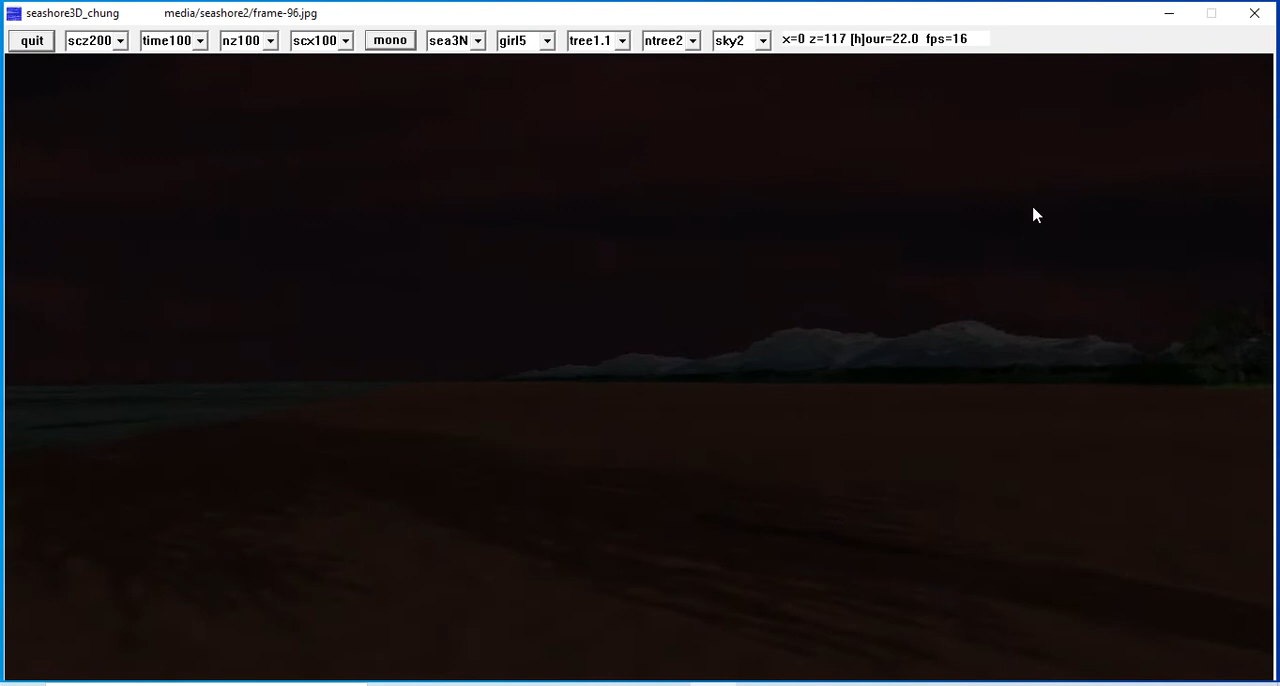 seashore3D_chung media/seashore2/frame-96.jpg
quit scz200 time100 nz100 scx100 mono sea3N girl5 tree1.1 ntree2 sky2 x=0 z=117 [h]our=22.0 fps=16